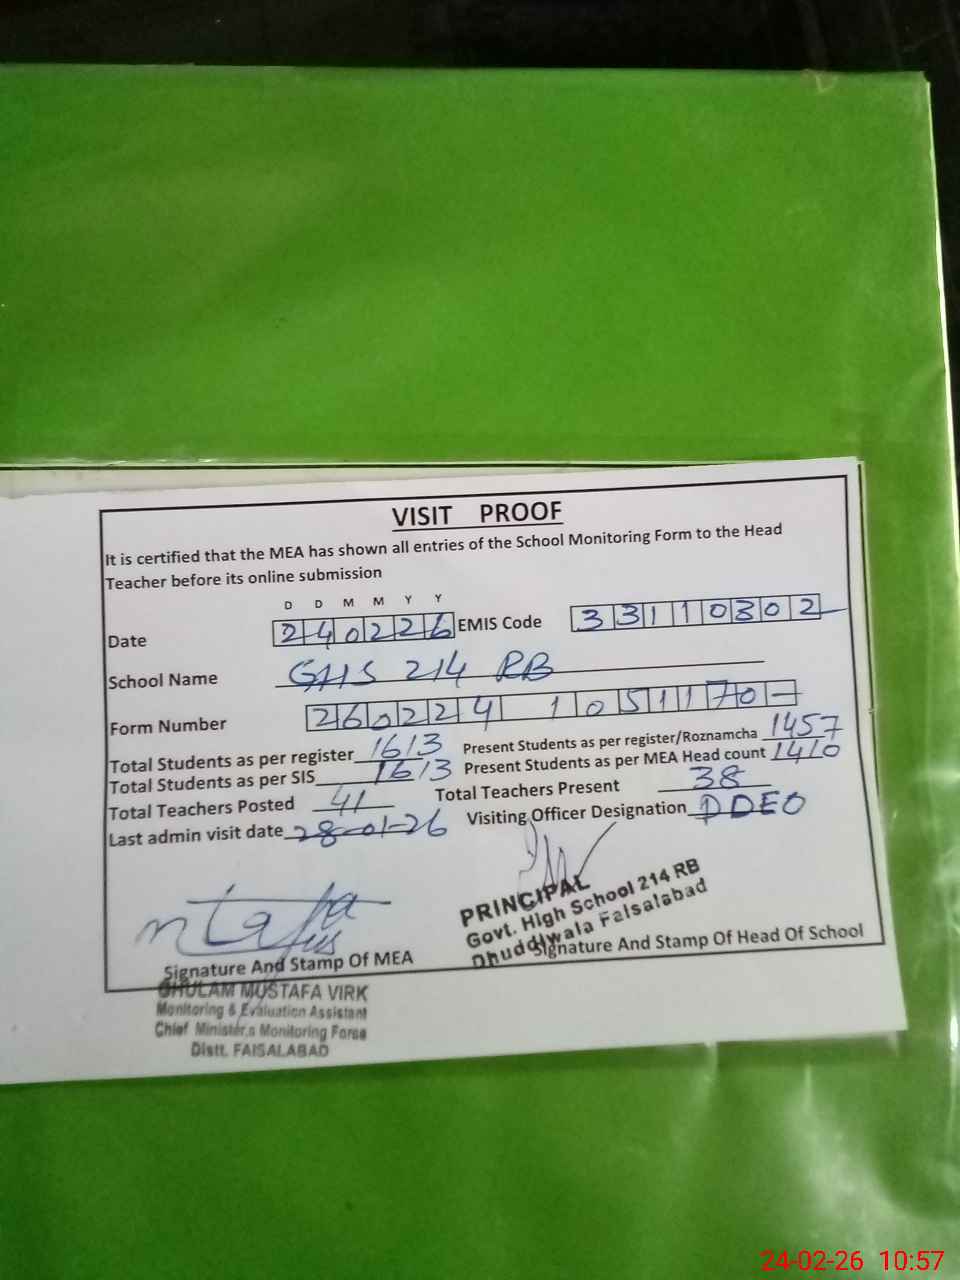 VISIT PROOF
It is certified that the MEA has shown all entries of the School Monitoring Form to the Head
Teacher before its online submission
D D M M Y Y
Date 240226 EMIS Code 33110302
School Name GHS 214 RB
Form Number 260224 1051170-
Total Students as per register 1613 Present Students as per register/Roznamcha 1457
Total Students as per SIS 1613 Present Students as per MEA Head count 1410
Total Teachers Posted 41 Total Teachers Present 38
Last admin visit date 28-01-26 Visiting Officer Designation DDEO
PRINCIPAL
Govt. High School 214 RB
Dhuddiwala Faisalabad
Signature And Stamp Of MEA Signature And Stamp Of Head Of School
GHULAM MUSTAFA VIRK
Monitoring & Evaluation Assistant
Chief Minister,s Monitoring Force
Distt. FAISALABAD
24-02-26 10:57